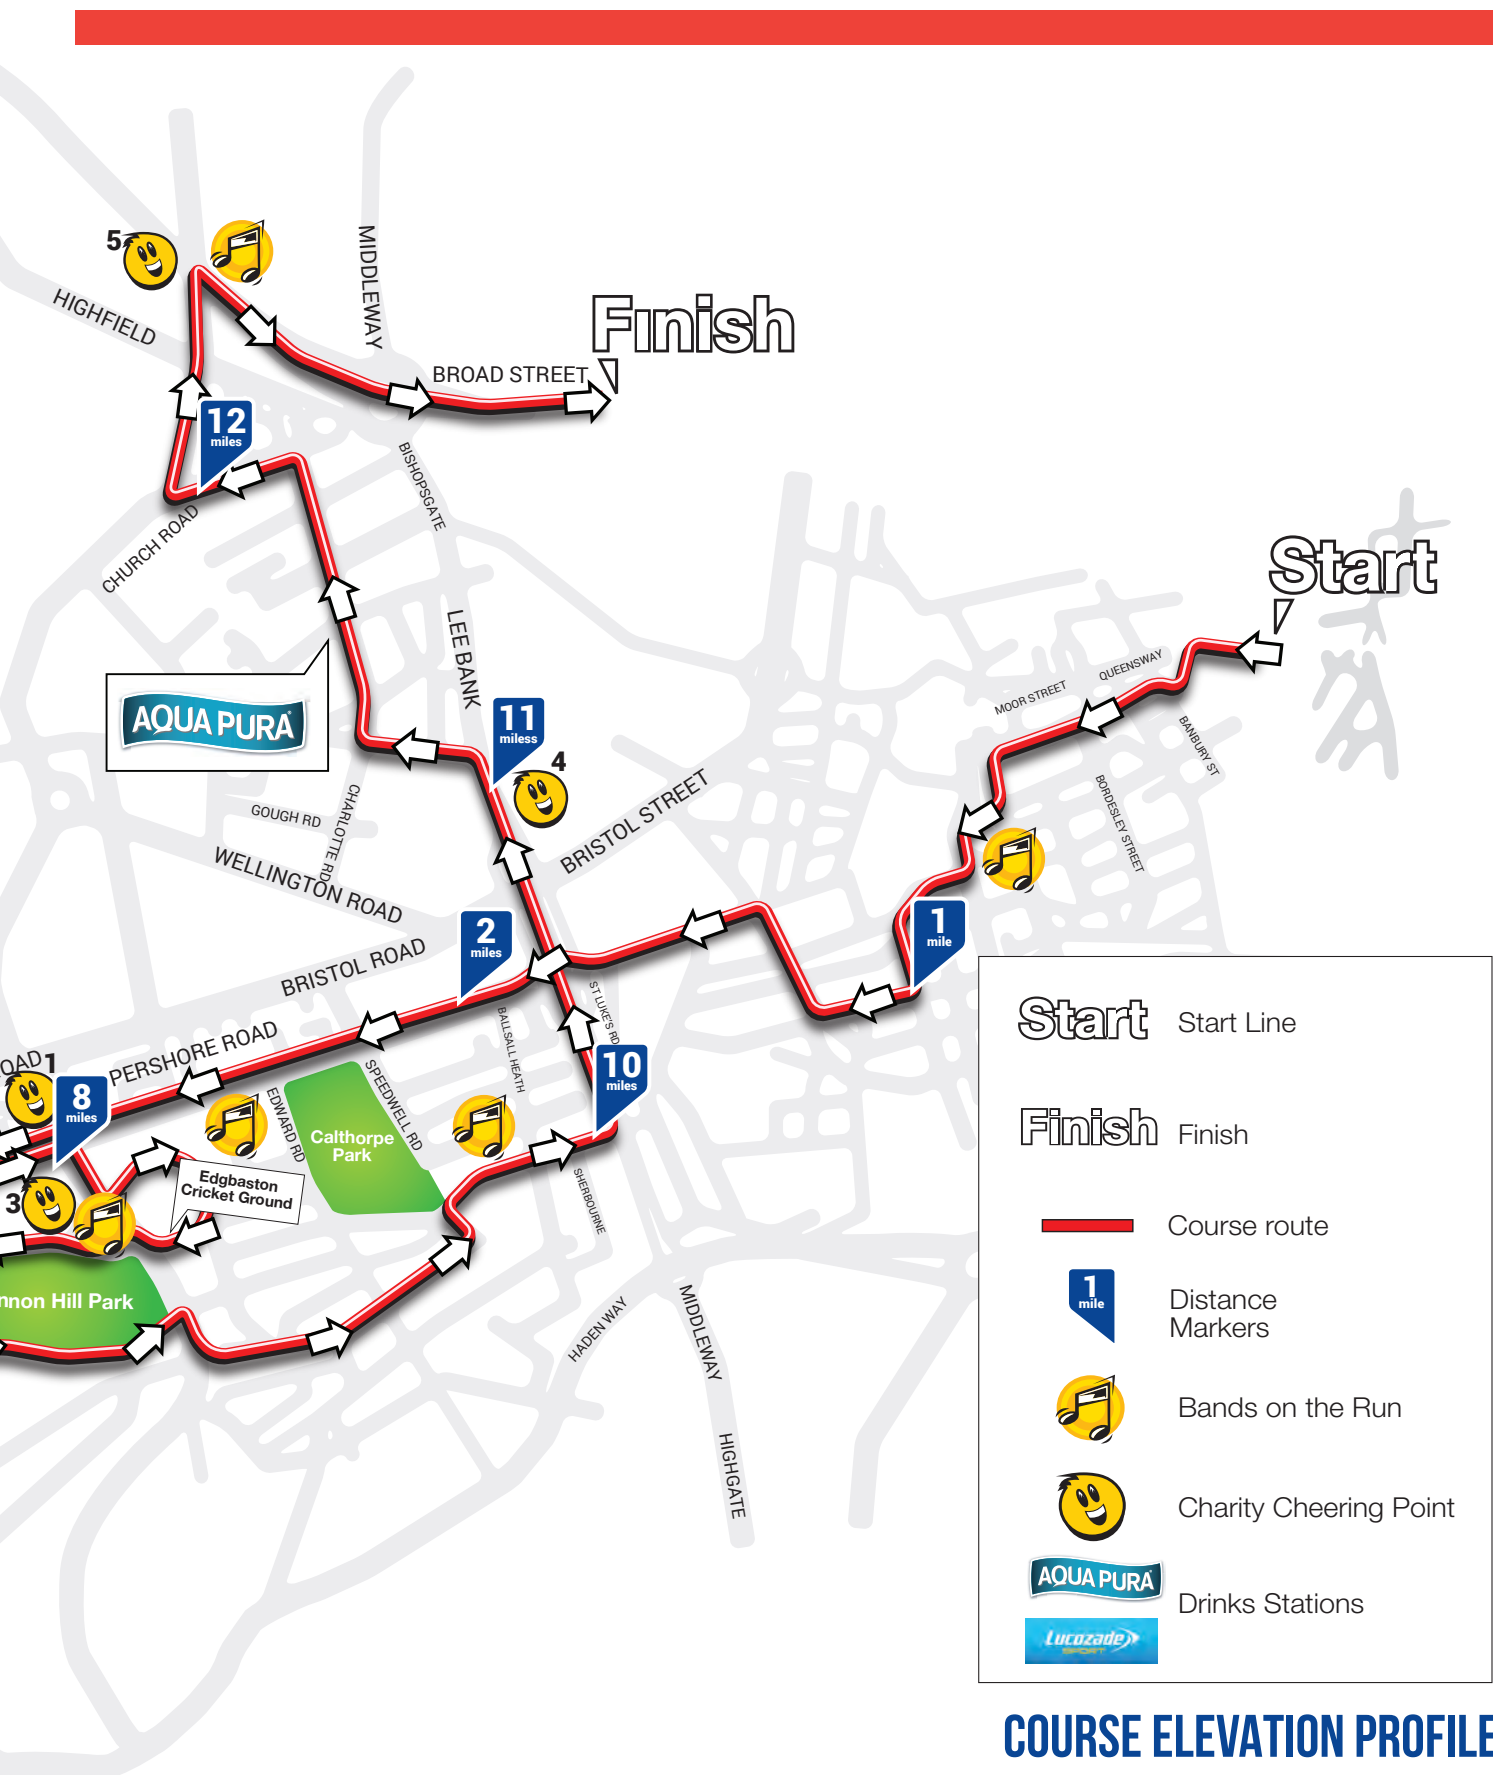 5
MIDDLEWAY
HIGHFIELD
Finish
BROAD STREET
12
miles
BISHOPSGATE
CHURCH ROAD
Start
LEE BANK
QUEENSWAY
MOOR STREET
AQUA PURA
11
miless
BANBURY ST
4
BRISTOL STREET
CHARLOTTE RD
GOUGH RD
BORDESLEY STREET
WELLINGTON ROAD
2
miles
1
mile
BRISTOL ROAD
ST LUKE'S RD
BALLSALL HEATH
PERSHORE ROAD
OAD
1
8
miles
10
miles
SPEEDWELL RD
EDWARD RD
Calthorpe
Park
Edgbaston
Cricket Ground
3
SHERBOURNE
nnon Hill Park
HADEN WAY
MIDDLEWAY
HIGHGATE
Start
Start Line
Finish
Finish
Course route
1
mile
Distance
Markers
Bands on the Run
Charity Cheering Point
AQUA PURA
Drinks Stations
Lucozade
SPORT
COURSE ELEVATION PROFILE